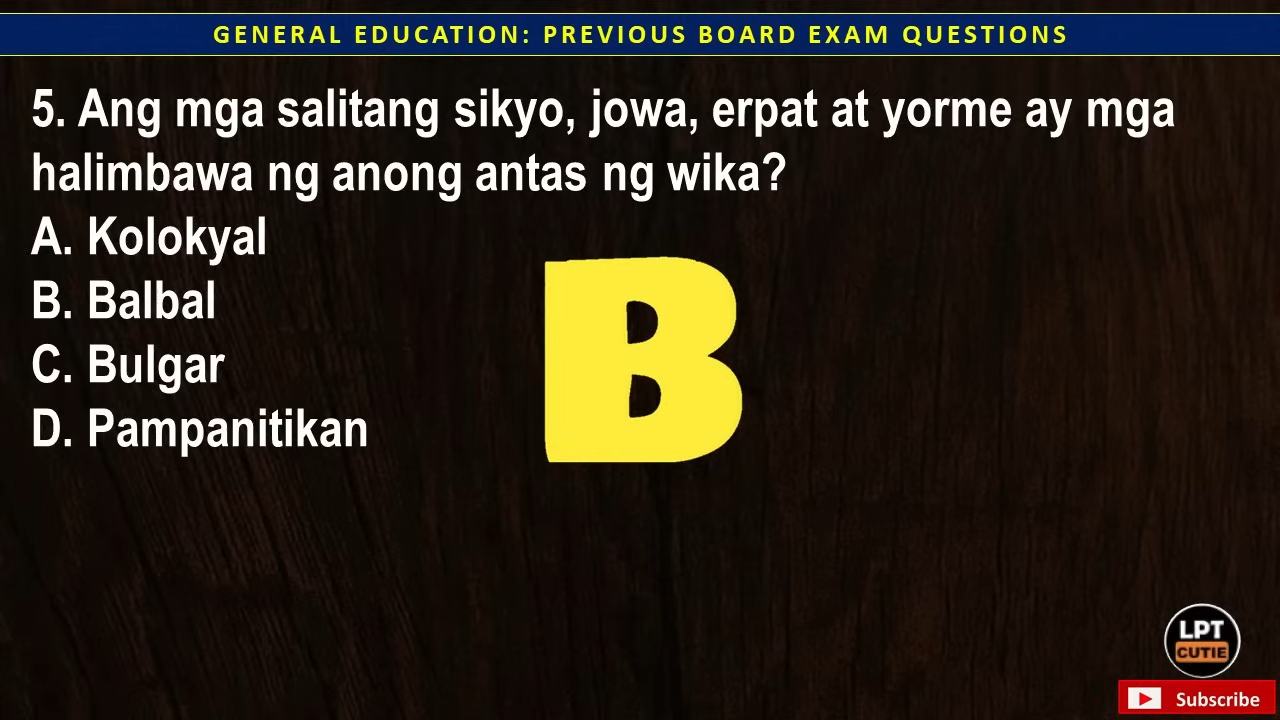 GENERAL EDUCATION: PREVIOUS BOARD EXAM QUESTIONS
5. Ang mga salitang sikyo, jowa, erpat at yorme ay mga
halimbawa ng anong antas ng wika?
A. Kolokyal
B. Balbal
C. Bulgar
D. Pampanitikan
B
LPT
CUTIE
Subscribe